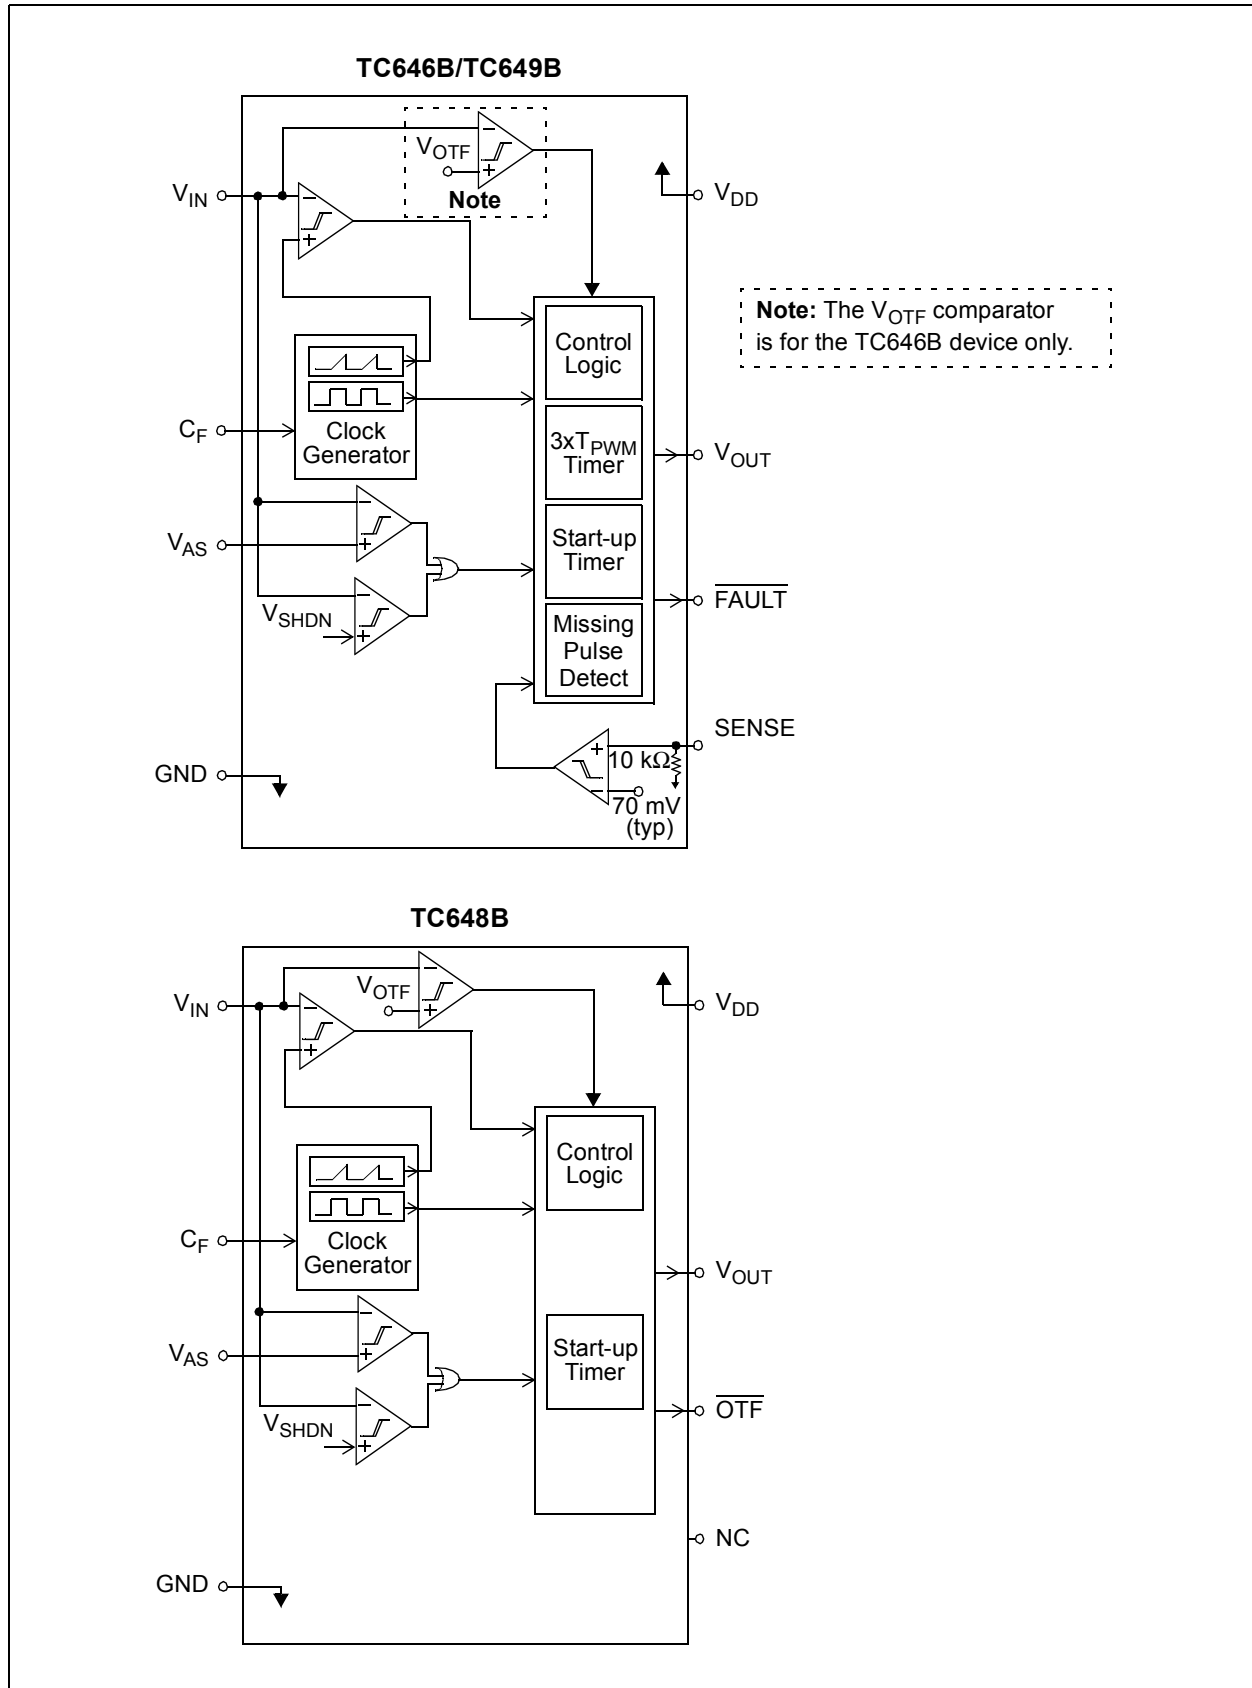 TC646B/TC649B
V_OTF
Note
V_IN
V_DD
Note: The V_OTF comparator
is for the TC646B device only.
Control
Logic
C_F
Clock
Generator
3xT_PWM
Timer
V_OUT
V_AS
Start-up
Timer
V_SHDN
FAULT
Missing
Pulse
Detect
SENSE
10 kΩ
GND
70 mV
(typ)
TC648B
V_IN
V_OTF
V_DD
Control
Logic
C_F
Clock
Generator
V_OUT
V_AS
Start-up
Timer
V_SHDN
OTF
NC
GND